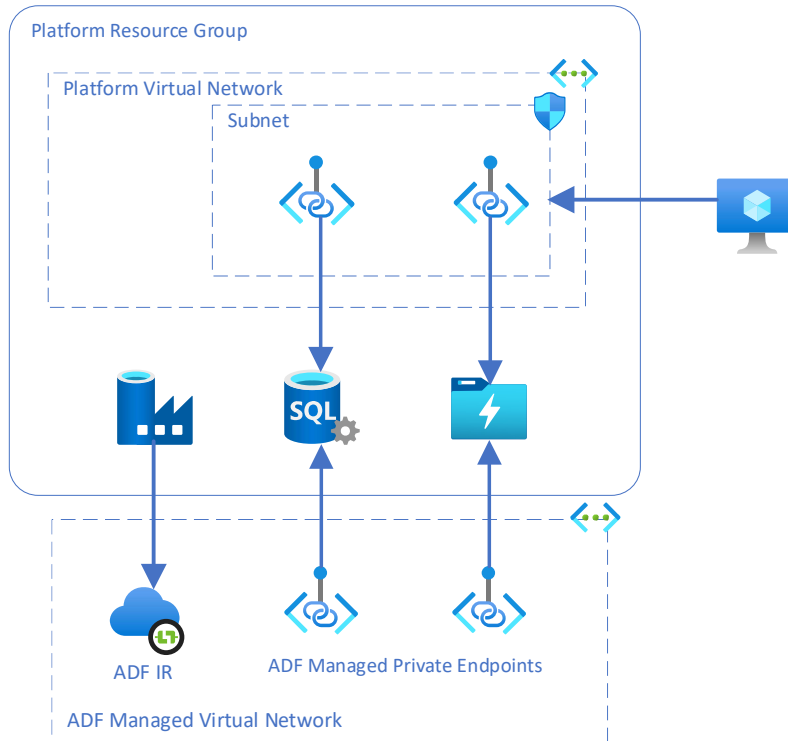 Platform Resource Group
Platform Virtual Network
Subnet
SQL
ADF IR
ADF Managed Private Endpoints
ADF Managed Virtual Network